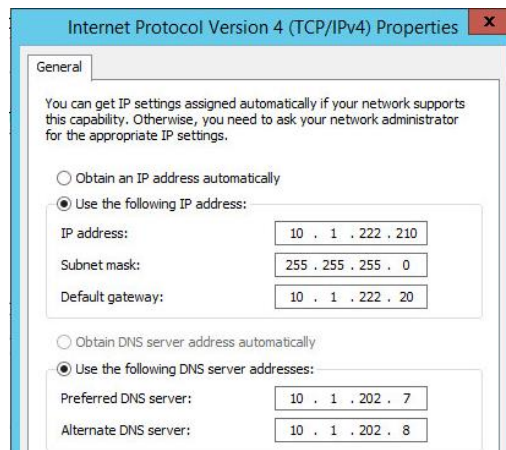 Internet Protocol Version 4 (TCP/IPv4) Properties
x
General
You can get IP settings assigned automatically if your network supports
this capability. Otherwise, you need to ask your network administrator
for the appropriate IP settings.
Obtain an IP address automatically
Use the following IP address:
IP address: 10 . 1 . 222 . 210
Subnet mask: 255 . 255 . 255 . 0
Default gateway: 10 . 1 . 222 . 20
Obtain DNS server address automatically
Use the following DNS server addresses:
Preferred DNS server: 10 . 1 . 202 . 7
Alternate DNS server: 10 . 1 . 202 . 8